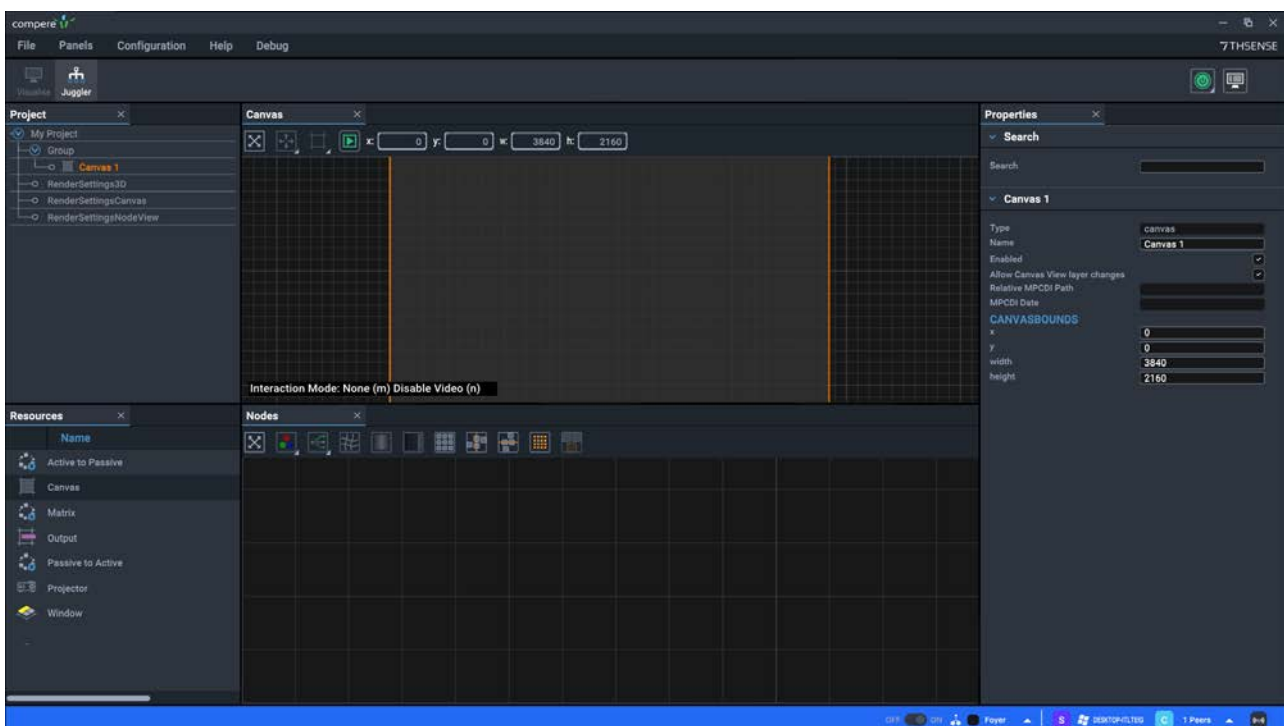 compere
File Panels Configuration Help Debug
7THSENSE
Visualise Juggler
Project
My Project
Group
Canvas 1
RenderSettings3D
RenderSettingsCanvas
RenderSettingsNodeView
Canvas
x: 0 y: 0 w: 3840 h: 2160
Interaction Mode: None (m) Disable Video (n)
Resources
Name
Active to Passive
Canvas
Matrix
Output
Passive to Active
Projector
Window
Nodes
Properties
Search
Search
Canvas 1
Type canvas
Name Canvas 1
Enabled
Allow Canvas View layer changes
Relative MPCDI Path
MPCDI Date
CANVASBOUNDS
x 0
y 0
width 3840
height 2160
OFF ON Foyer S C 1 Peers